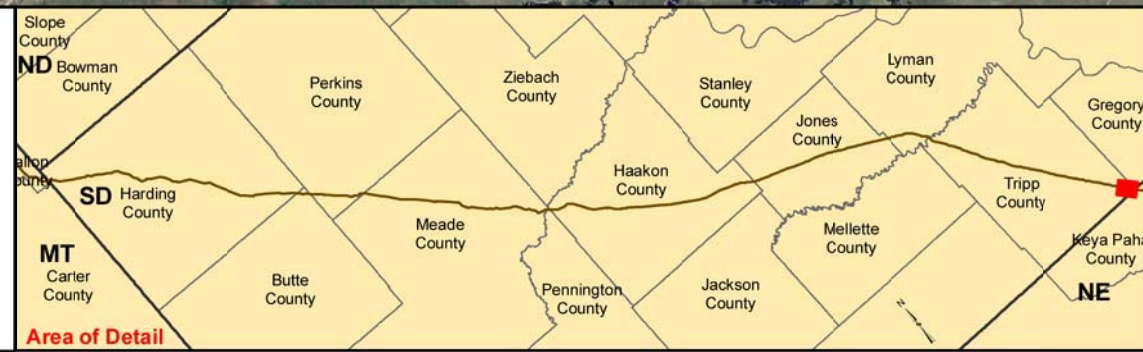 Slope
County
ND
Bowman
County
Perkins
County
Ziebach
County
Stanley
County
Lyman
County
Gregory
County
Jones
County
Haakon
County
SD
Harding
County
Tripp
County
Meade
County
Mellette
County
Keya Paha
County
MT
Carter
County
Butte
County
Pennington
County
Jackson
County
NE
N
Area of Detail